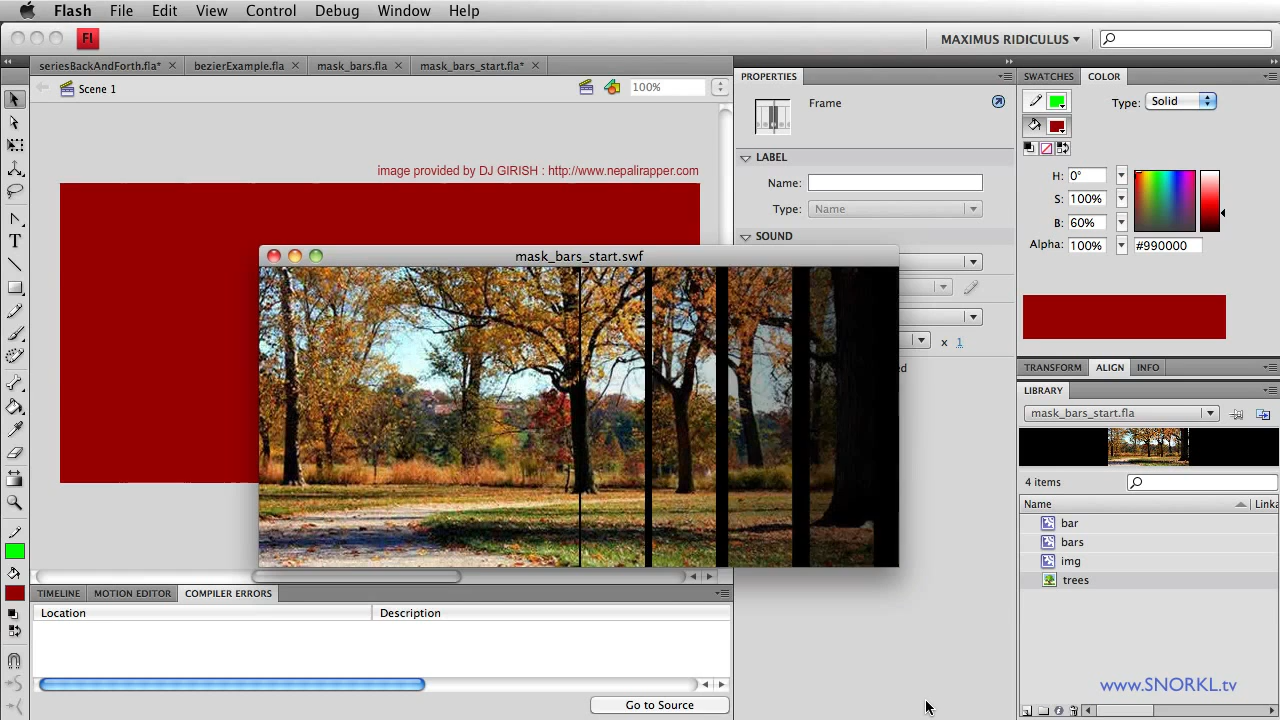 Flash File Edit View Control Debug Window Help
Fl
MAXIMUS RIDICULUS
seriesBackAndForth.fla* bezierExample.fla mask_bars.fla mask_bars_start.fla*
Scene 1
100%
image provided by DJ GIRISH : http://www.nepalirapper.com
mask_bars_start.swf
PROPERTIES
Frame
LABEL
Name:
Type: Name
SOUND
x 1
ed
SWATCHES COLOR
Type: Solid
H: 0°
S: 100%
B: 60%
Alpha: 100% #990000
TRANSFORM ALIGN INFO
LIBRARY
mask_bars_start.fla
4 items
Name Linka
bar
bars
img
trees
T
TIMELINE MOTION EDITOR COMPILER ERRORS
Location Description
Go to Source
www.SNORKL.tv